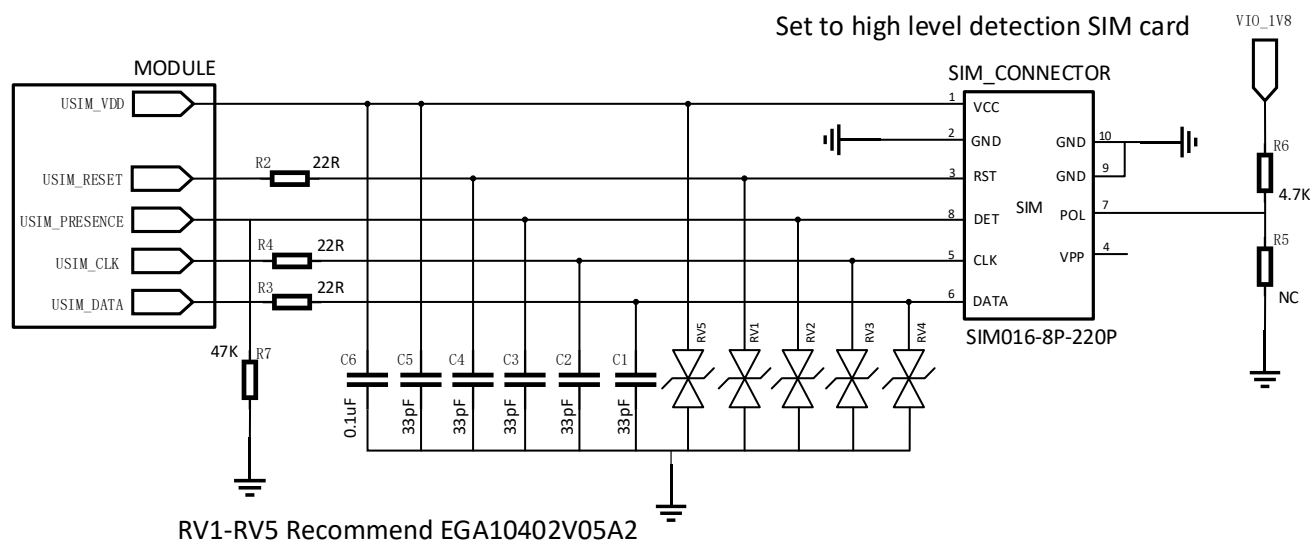 Set to high level detection SIM card
VIO_1V8
MODULE
SIM_CONNECTOR
USIM_VDD
1
VCC
2
GND
GND
10
R6
4.7K
R2
22R
USIM_RESET
3
RST
GND
9
SIM
USIM_PRESENCE
8
DET
POL
7
R5
NC
R4
22R
USIM_CLK
5
CLK
VPP
4
R3
22R
USIM_DATA
6
DATA
SIM016-8P-220P
47K
R7
C6
C5
C4
C3
C2
C1
RV5
RV1
RV2
RV3
RV4
0.1uF
33pF
33pF
33pF
33pF
33pF
RV1-RV5 Recommend EGA10402V05A2